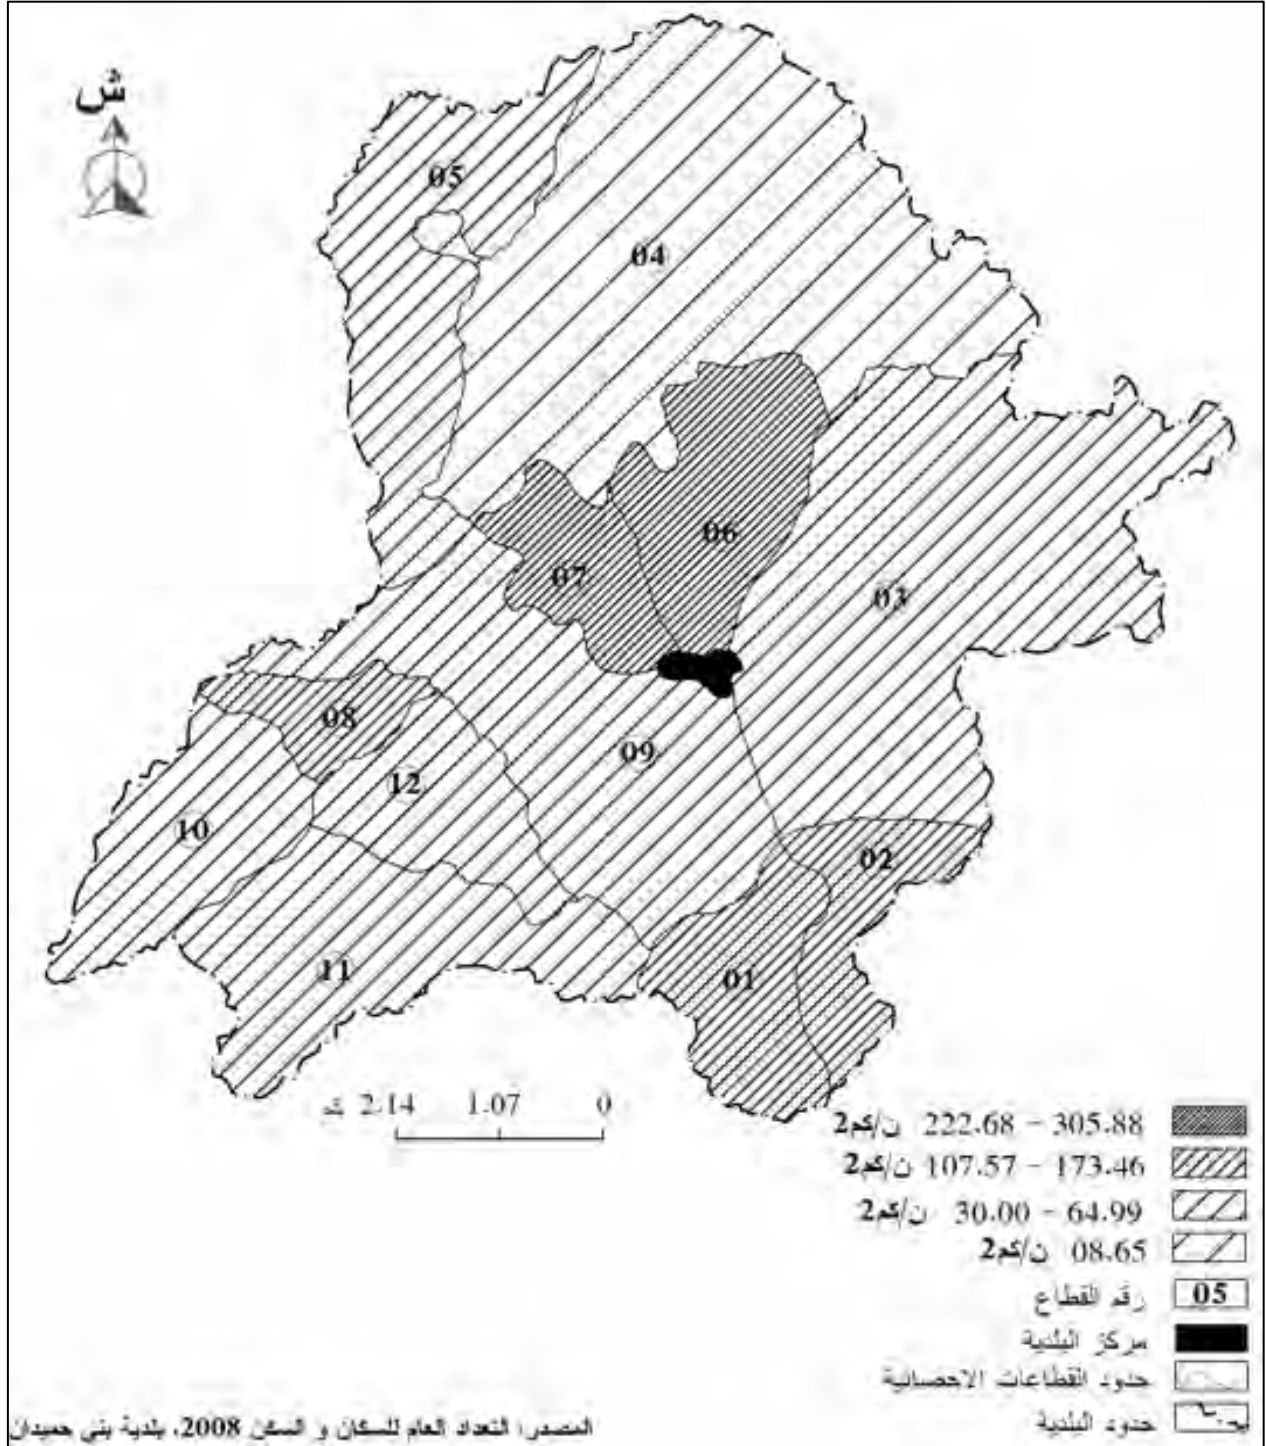 ش
05
04
06
07
03
08
09
12
10
02
11
01
كم 2.14 1.07 0
222.68 - 305.88 ن/كم2
107.57 - 173.46 ن/كم2
30.00 - 64.99 ن/كم2
08.65 ن/كم2
رقم القطاع 05
مركز البلدية
حدود القطاعات الاحصائية
حدود البلدية
المصدر: التعداد العام للسكان و السكن 2008، بلدية بني حميدان